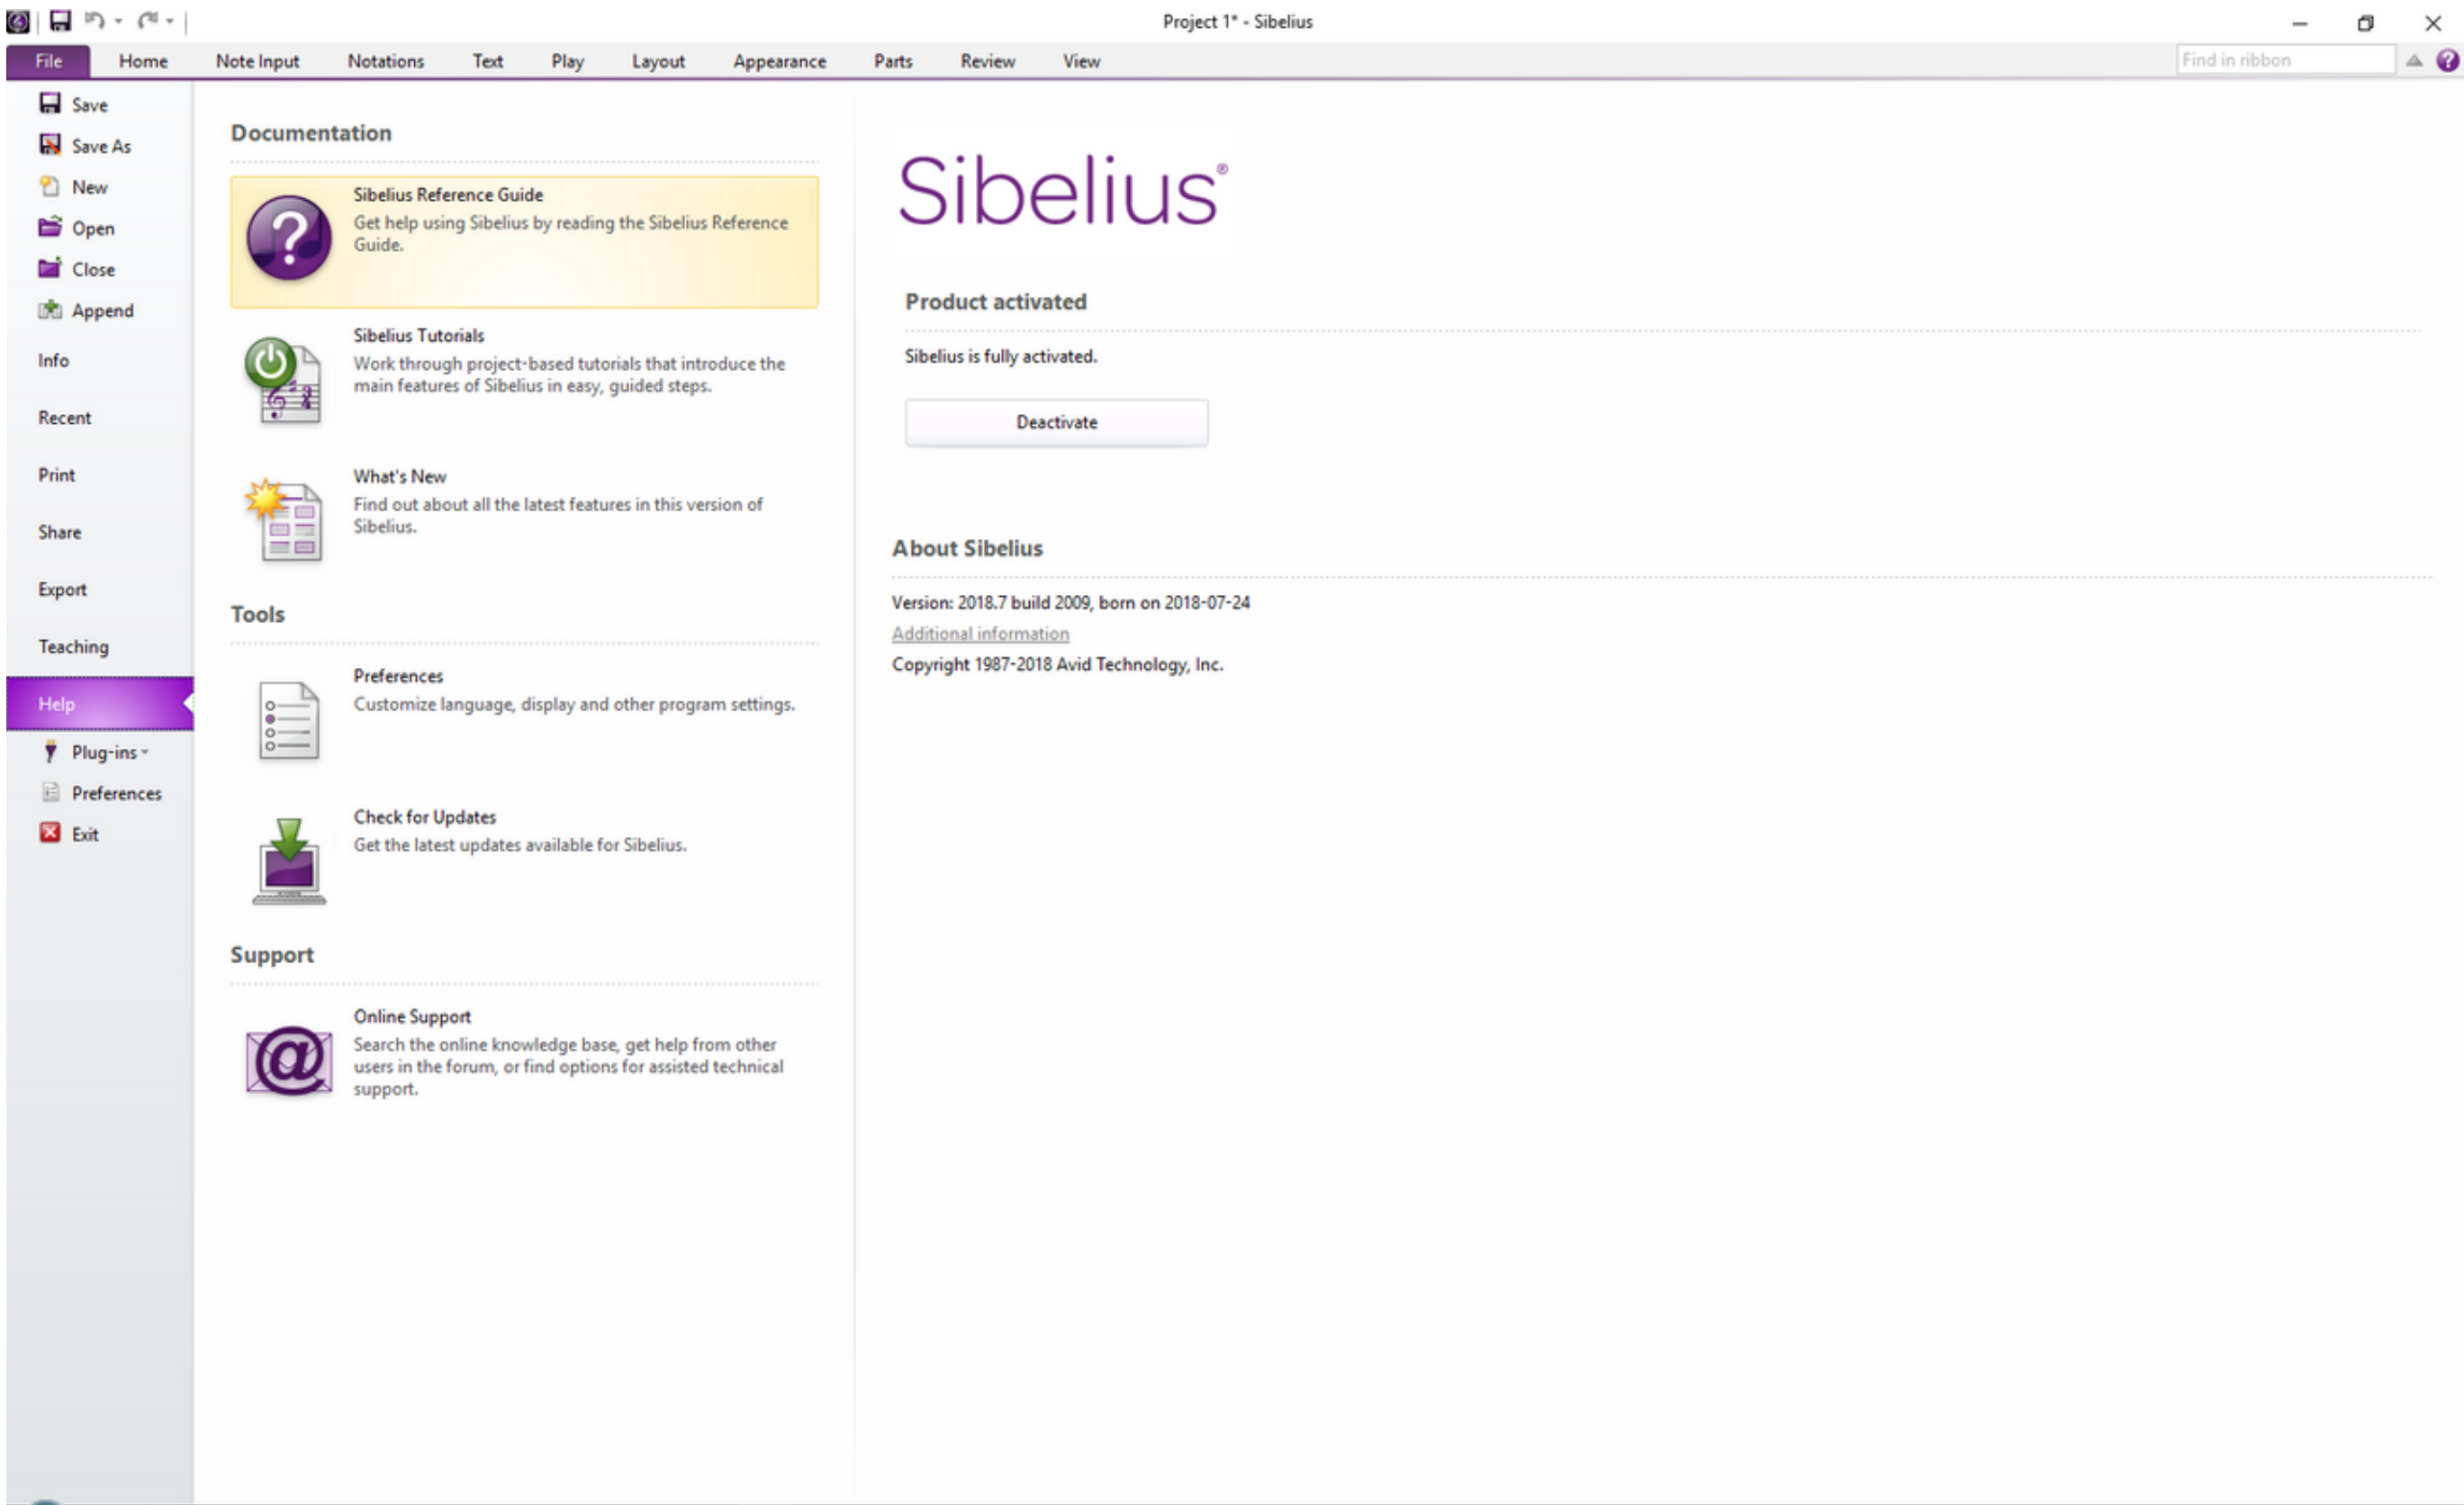 Project 1* - Sibelius
File Home Note Input Notations Text Play Layout Appearance Parts Review View Find in ribbon
Save
Save As
New
Open
Close
Append
Info
Recent
Print
Share
Export
Teaching
Help
Plug-ins
Preferences
Exit
Documentation
Sibelius Reference Guide
Get help using Sibelius by reading the Sibelius Reference
Guide.
Sibelius Tutorials
Work through project-based tutorials that introduce the
main features of Sibelius in easy, guided steps.
What's New
Find out about all the latest features in this version of
Sibelius.
Tools
Preferences
Customize language, display and other program settings.
Check for Updates
Get the latest updates available for Sibelius.
Support
Online Support
Search the online knowledge base, get help from other
users in the forum, or find options for assisted technical
support.
Sibelius®
Product activated
Sibelius is fully activated.
Deactivate
About Sibelius
Version: 2018.7 build 2009, born on 2018-07-24
Additional information
Copyright 1987-2018 Avid Technology, Inc.